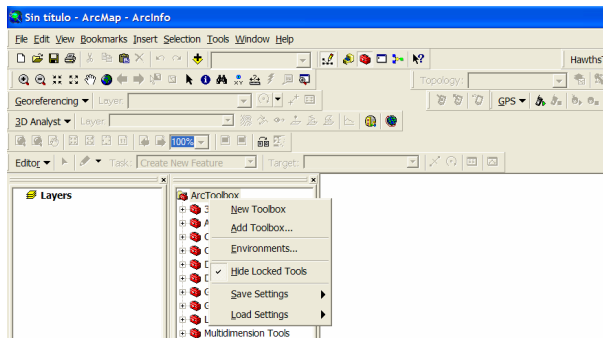 Sin título - ArcMap - ArcInfo
File Edit View Bookmarks Insert Selection Tools Window Help
HawthsT
Topology:
Georeferencing Layer: GPS
3D Analyst Layer:
100%
Editor Task: Create New Feature Target:
Layers
ArcToolbox
3
New Toolbox
A
Add Toolbox...
C
C
Environments...
D
D
Hide Locked Tools
G
G
Save Settings
L
Load Settings
Multidimension Tools